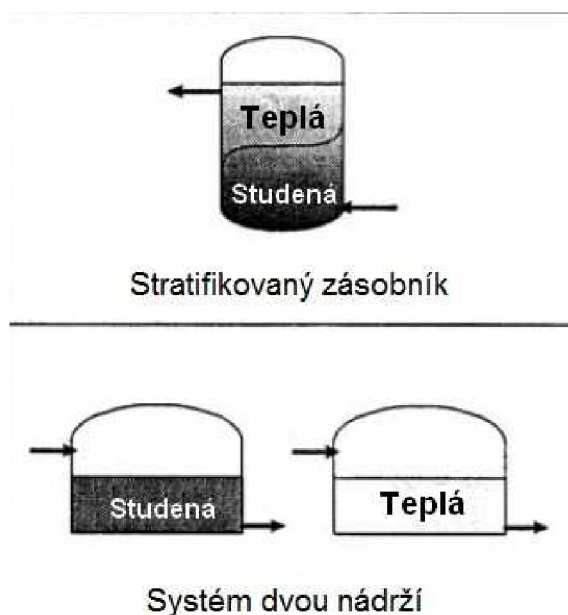 Teplá
Studená
Stratifikovaný zásobník
Studená
Teplá
Systém dvou nádrží